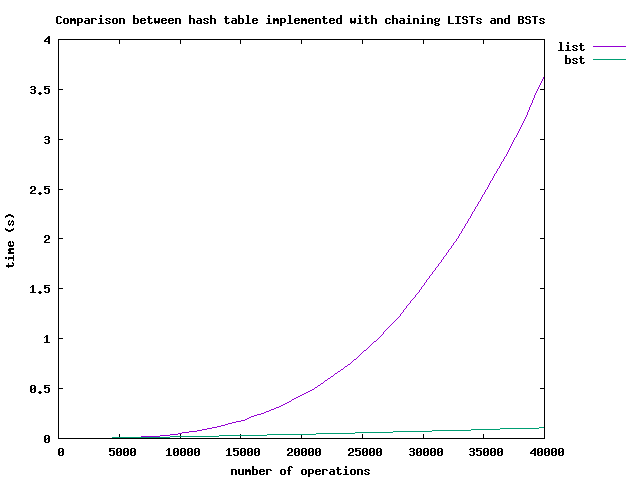 Comparison between hash table implemented with chaining LISTs and BSTs
list
bst
4
3.5
3
2.5
2
1.5
1
0.5
0
time (s)
0 5000 10000 15000 20000 25000 30000 35000 40000
number of operations